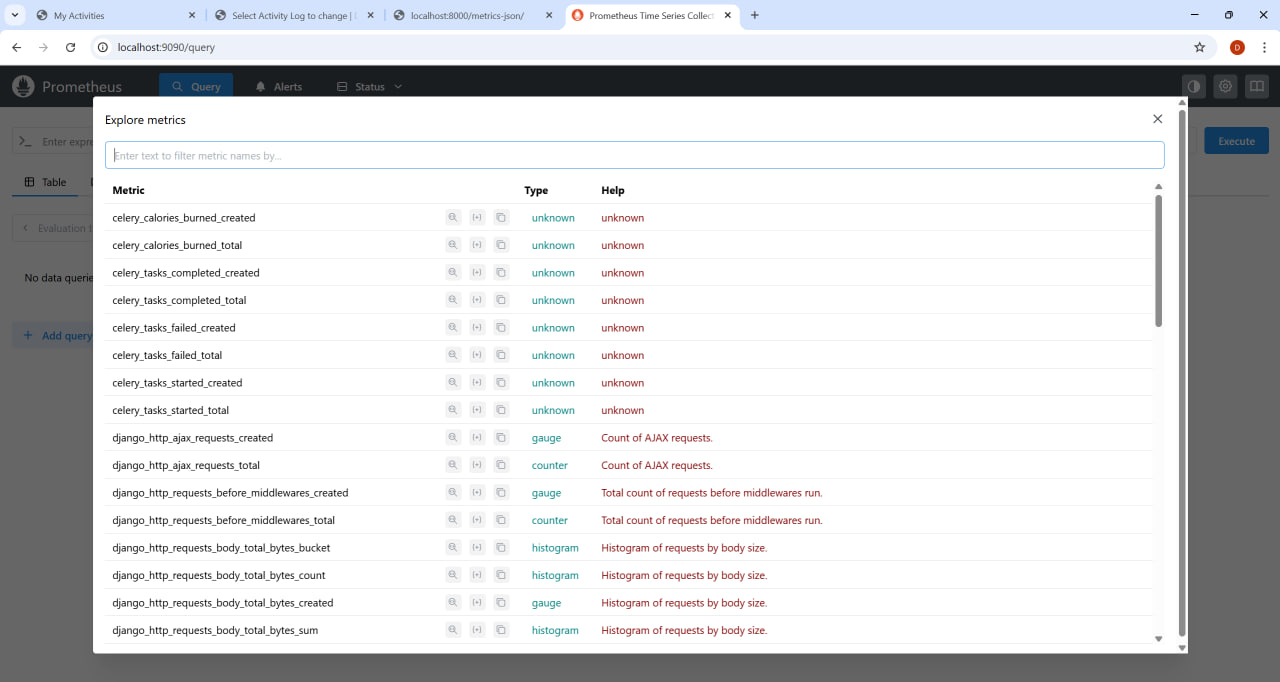 My Activities
Select Activity Log to change |
localhost:8000/metrics-json/
Prometheus Time Series Collect
localhost:9090/query
D
Prometheus
Query
Alerts
Status
Explore metrics
Enter text to filter metric names by...
Enter expre
Execute
Table
Evaluation t
No data querie
Add query
Metric Type Help
celery_calories_burned_created unknown unknown
celery_calories_burned_total unknown unknown
celery_tasks_completed_created unknown unknown
celery_tasks_completed_total unknown unknown
celery_tasks_failed_created unknown unknown
celery_tasks_failed_total unknown unknown
celery_tasks_started_created unknown unknown
celery_tasks_started_total unknown unknown
django_http_ajax_requests_created gauge Count of AJAX requests.
django_http_ajax_requests_total counter Count of AJAX requests.
django_http_requests_before_middlewares_created gauge Total count of requests before middlewares run.
django_http_requests_before_middlewares_total counter Total count of requests before middlewares run.
django_http_requests_body_total_bytes_bucket histogram Histogram of requests by body size.
django_http_requests_body_total_bytes_count histogram Histogram of requests by body size.
django_http_requests_body_total_bytes_created gauge Histogram of requests by body size.
django_http_requests_body_total_bytes_sum histogram Histogram of requests by body size.